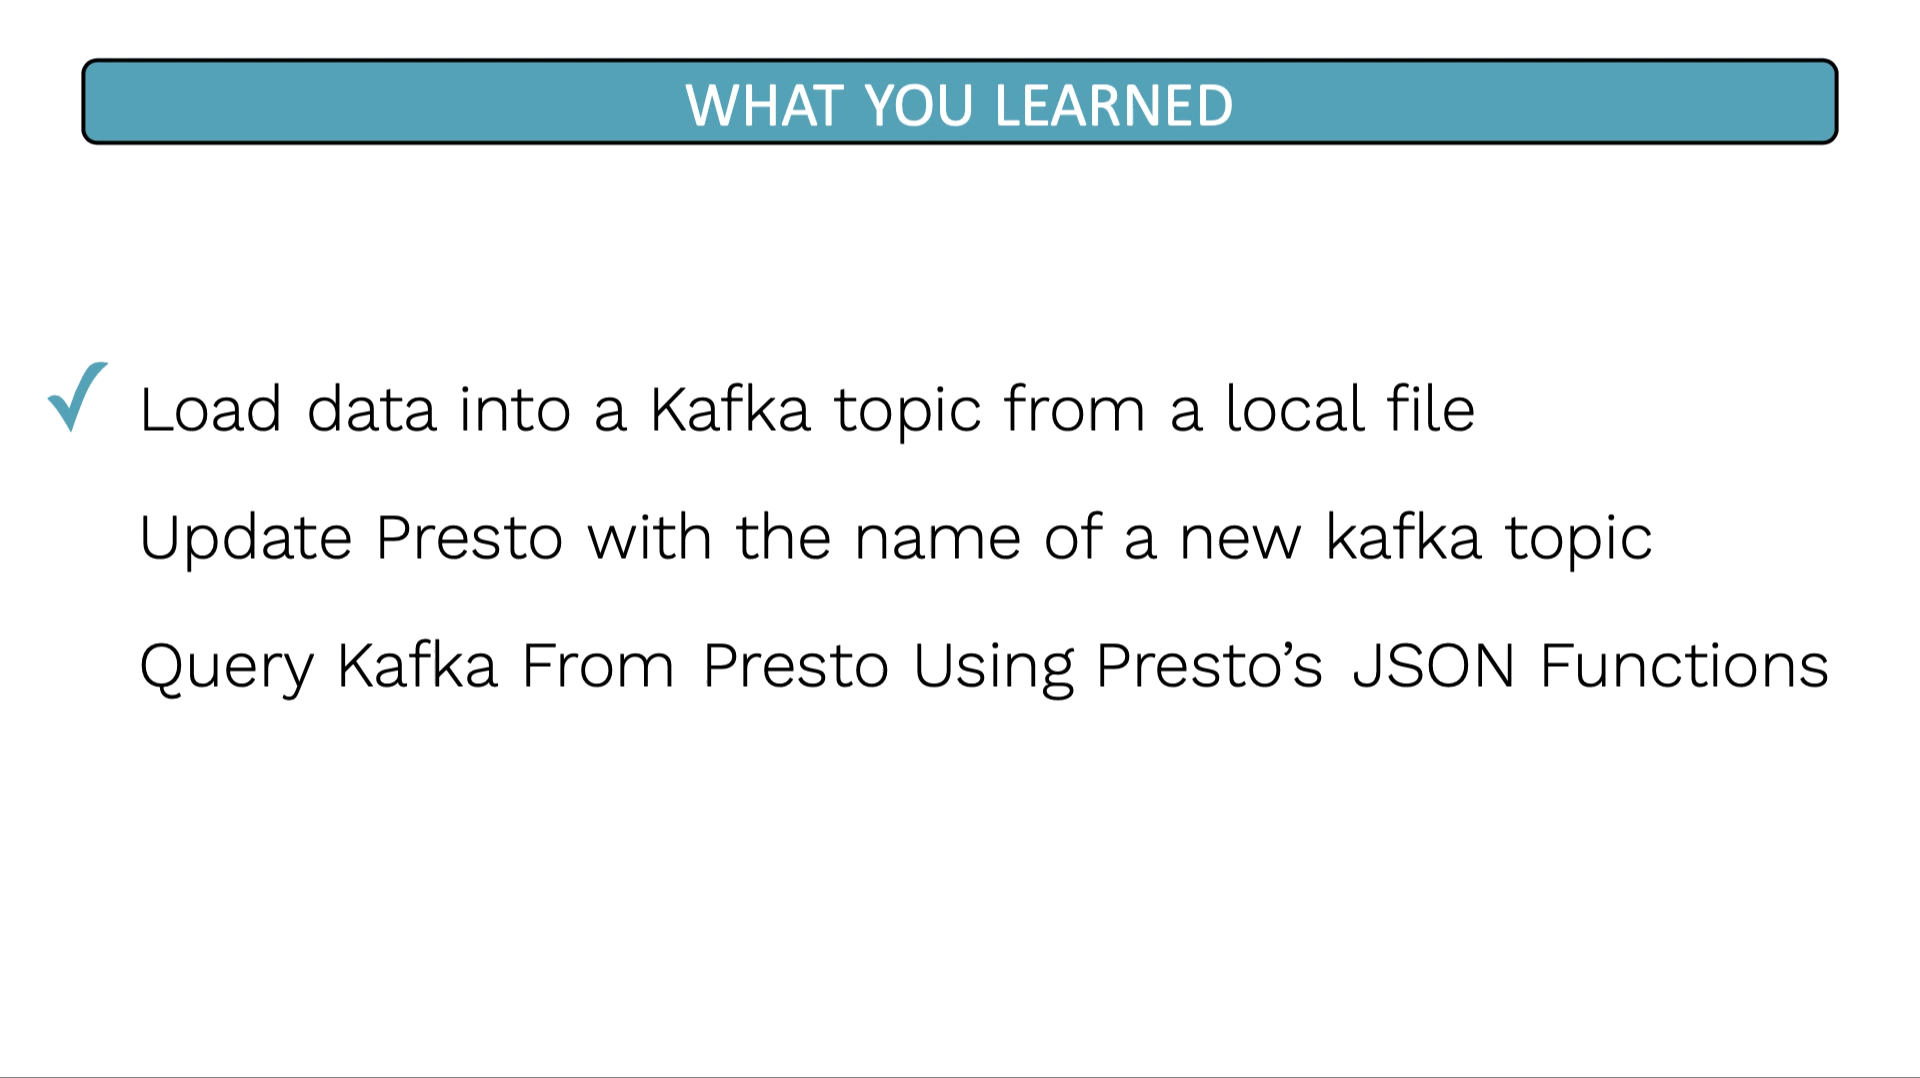 WHAT YOU LEARNED
Load data into a Kafka topic from a local file
Update Presto with the name of a new kafka topic
Query Kafka From Presto Using Presto’s JSON Functions